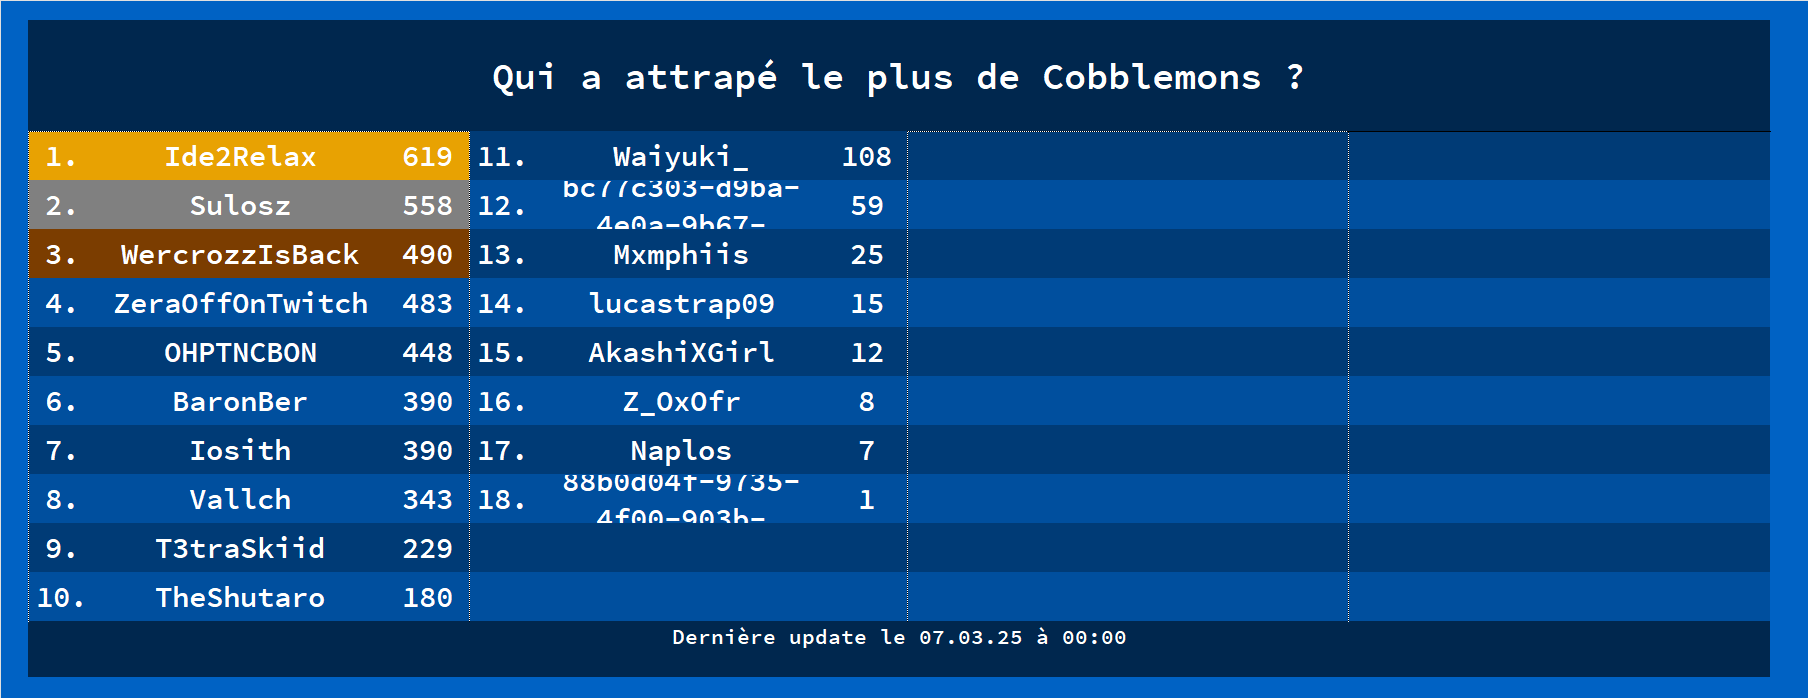 Qui a attrapé le plus de Cobblemons ?
1. Ide2Relax 619
2. Sulosz 558
3. WercrozzIsBack 490
4. ZeraOffOnTwitch 483
5. OHPTNCBON 448
6. BaronBer 390
7. Iosith 390
8. Vallch 343
9. T3traSkiid 229
10. TheShutaro 180
11. Waiyuki_ 108
bc77c303-d9ba-
12. 59
4e0a-9b67-
13. Mxmphiis 25
14. lucastrap09 15
15. AkashiXGirl 12
16. Z_OxOfr 8
17. Naplos 7
88b0d04f-9735-
18. 1
4f00-903b-
Dernière update le 07.03.25 à 00:00